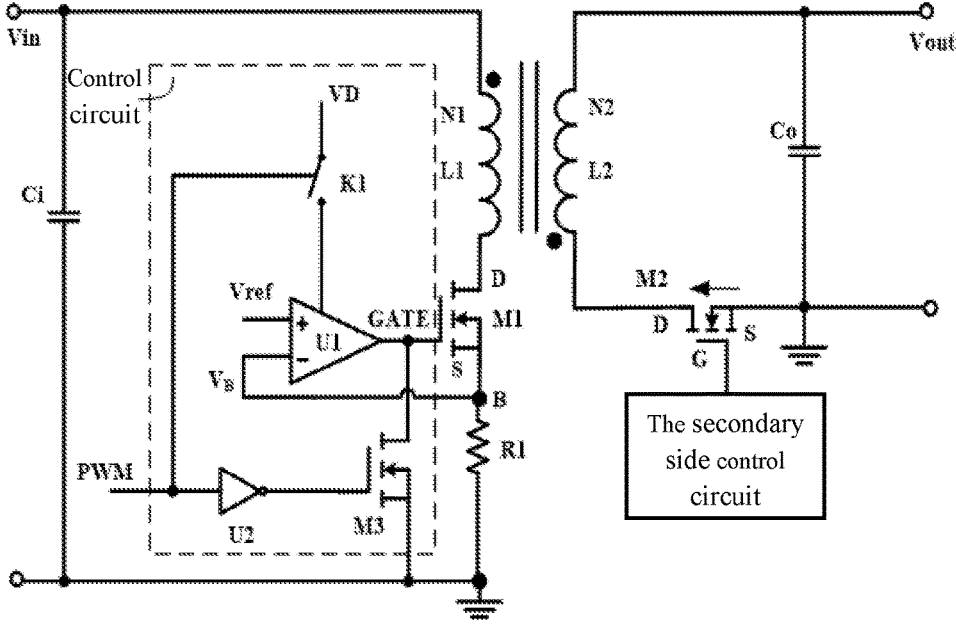 Vin
Vout
Control
circuit
VD
N1
N2
Co
L1
L2
K1
Ci
D
M2
Vref
+
GATE
M1
U1
D
S
−
S
G
VB
B
The secondary
side control
circuit
R1
PWM
M3
U2